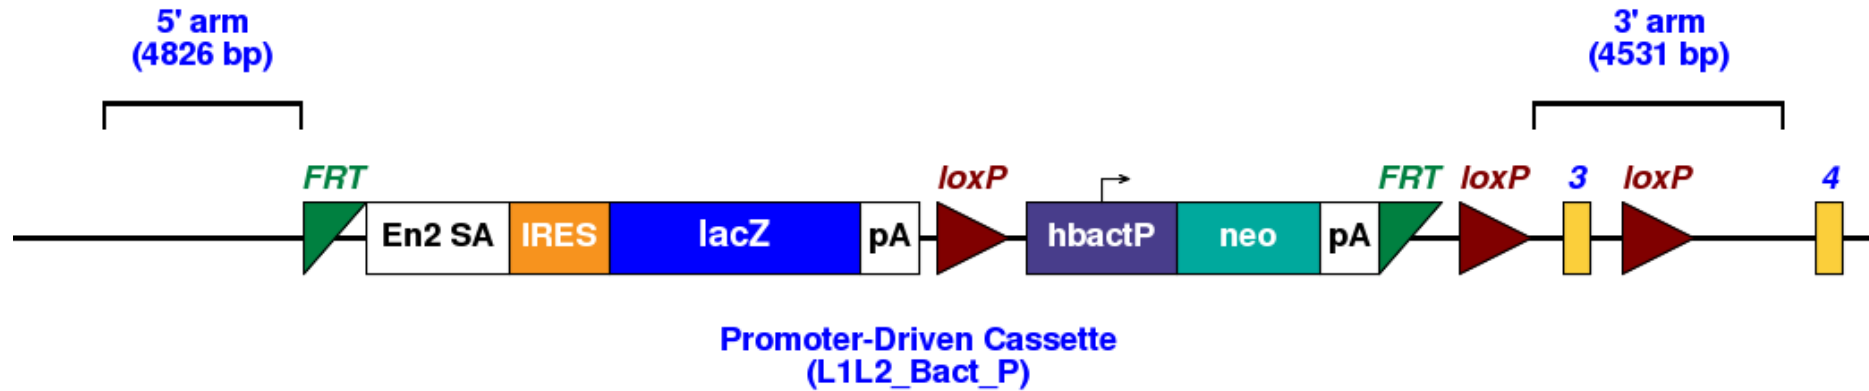 5' arm
(4826 bp)
3' arm
(4531 bp)
FRT
loxP
FRT
loxP
3
loxP
4
En2 SA
IRES
lacZ
pA
hbactP
neo
pA
Promoter-Driven Cassette
(L1L2_Bact_P)